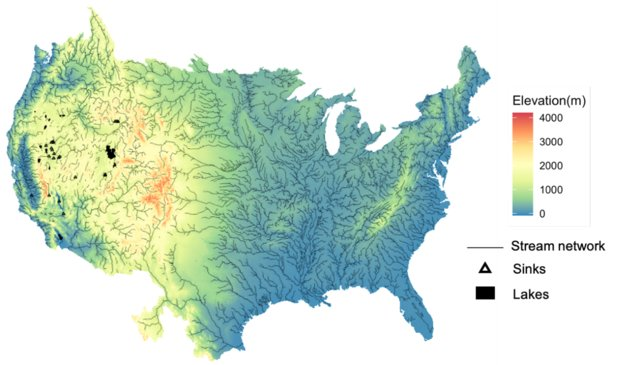 Elevation(m)
4000
3000
2000
1000
0
Stream network
Sinks
Lakes